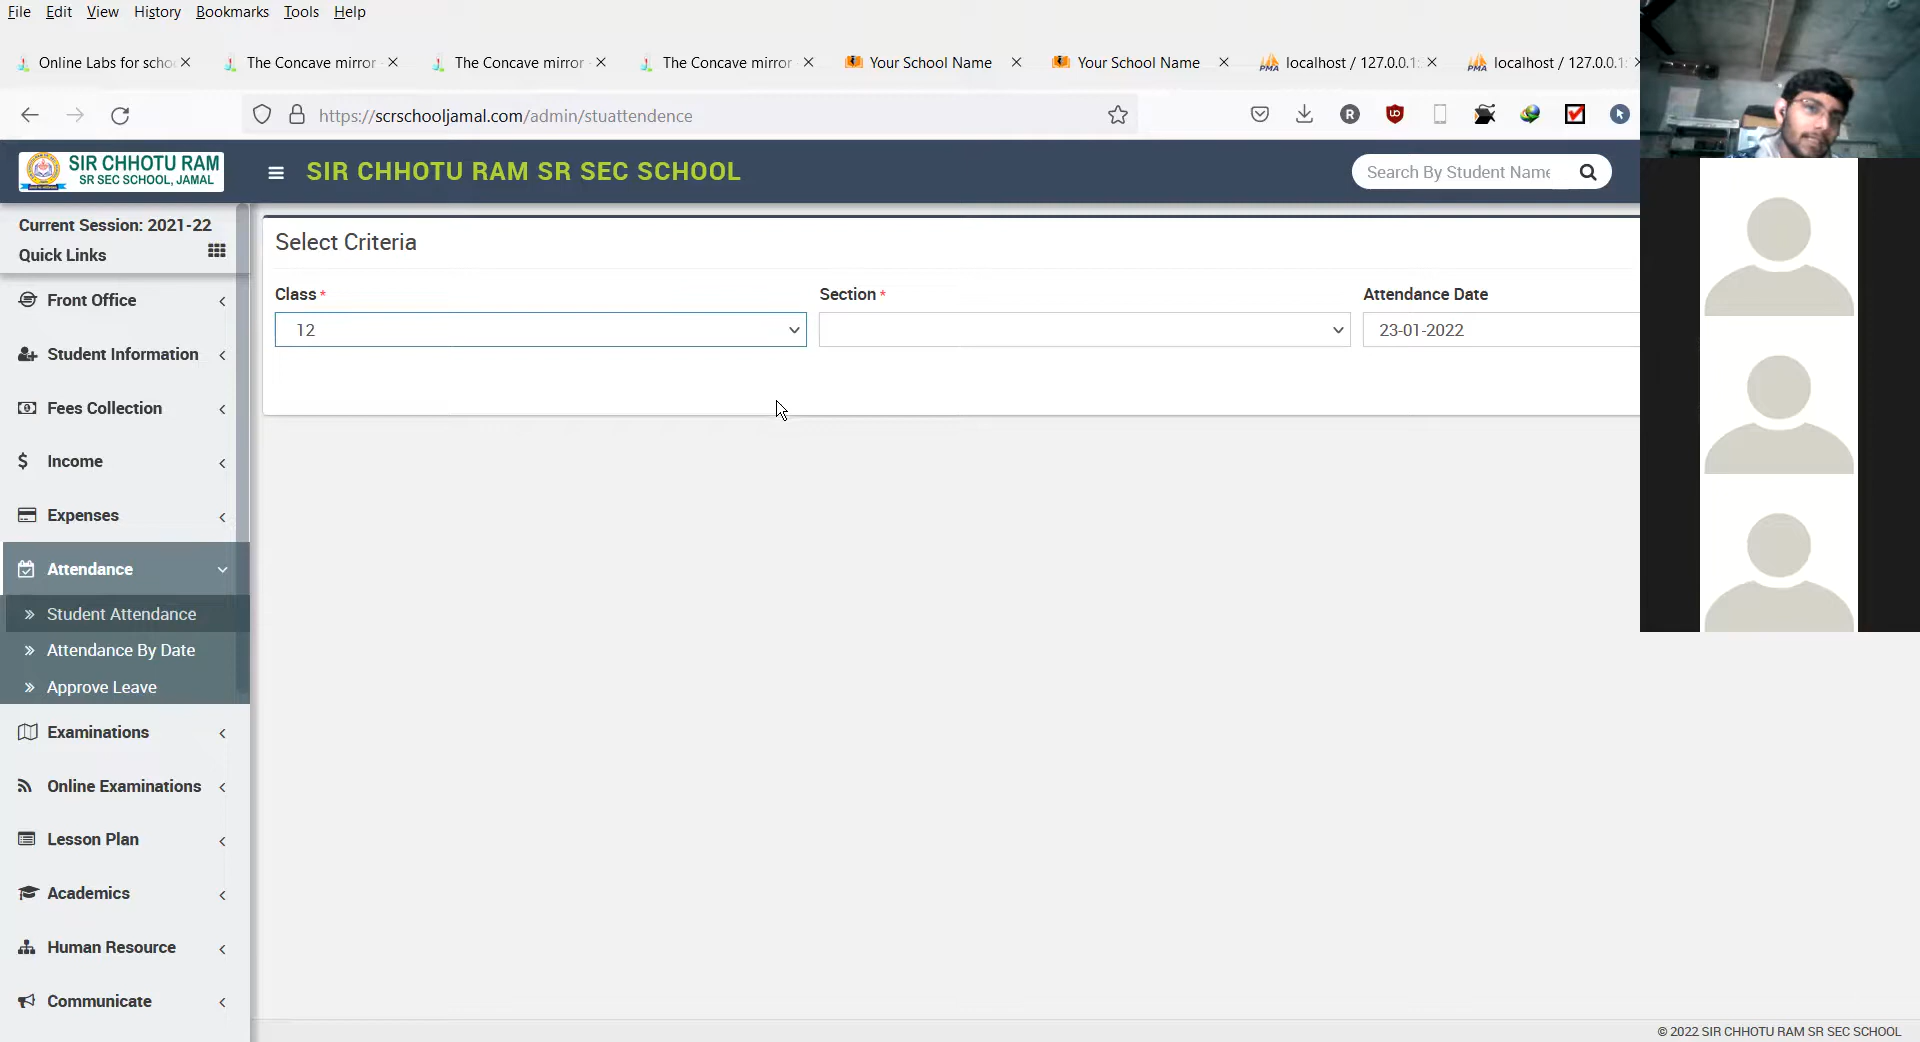 File Edit View History Bookmarks Tools Help
Online Labs for scho
The Concave mirror
The Concave mirror
The Concave mirror
Your School Name
Your School Name
PMA localhost / 127.0.0.1:
PMA localhost / 127.0.0.1:
https://scrschooljamal.com/admin/stuattendence
R
SIR CHHOTU RAM
SR SEC SCHOOL, JAMAL
SIR CHHOTU RAM SR SEC SCHOOL
Search By Student Name
Current Session: 2021-22
Quick Links
Front Office
Student Information
Fees Collection
Income
Expenses
Attendance
Student Attendance
Attendance By Date
Approve Leave
Examinations
Online Examinations
Lesson Plan
Academics
Human Resource
Communicate
Select Criteria
Class * Section * Attendance Date
12 23-01-2022
© 2022 SIR CHHOTU RAM SR SEC SCHOOL